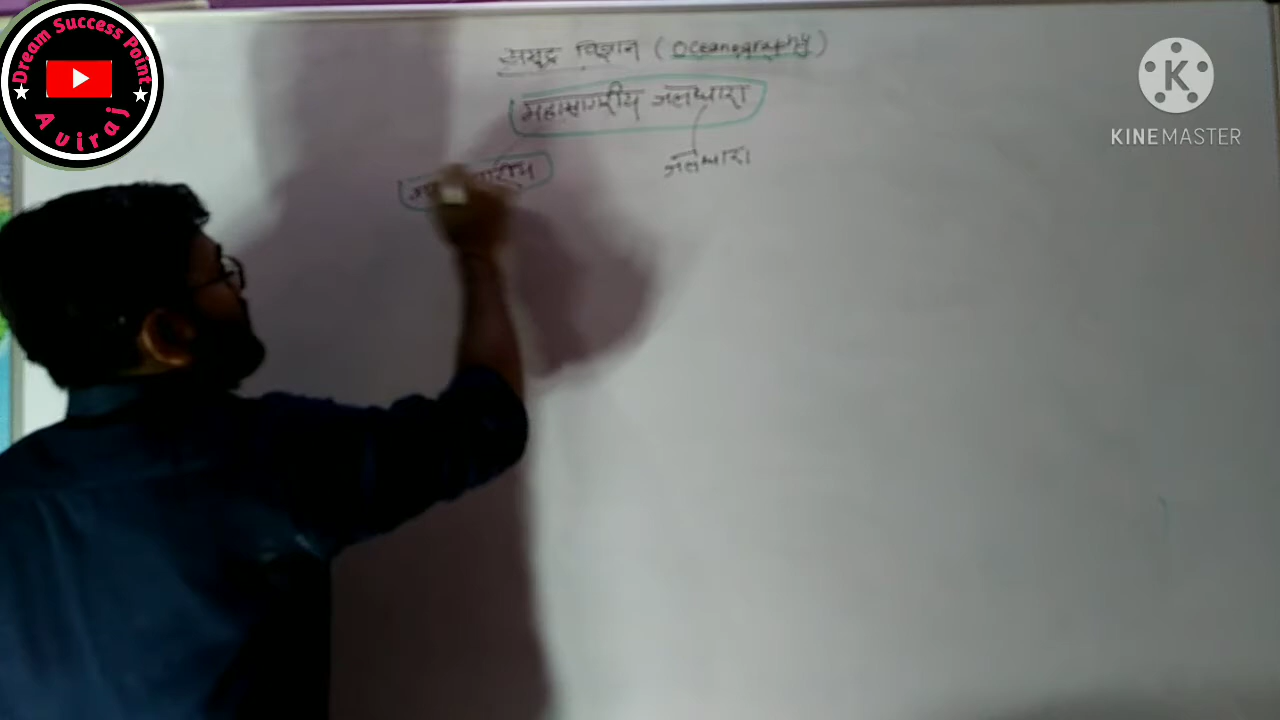 Dream Success Point
Aviraj
समुद्र विज्ञान (Oceanography)
महासागरीय जलधारा
जलधारा
KINEMASTER